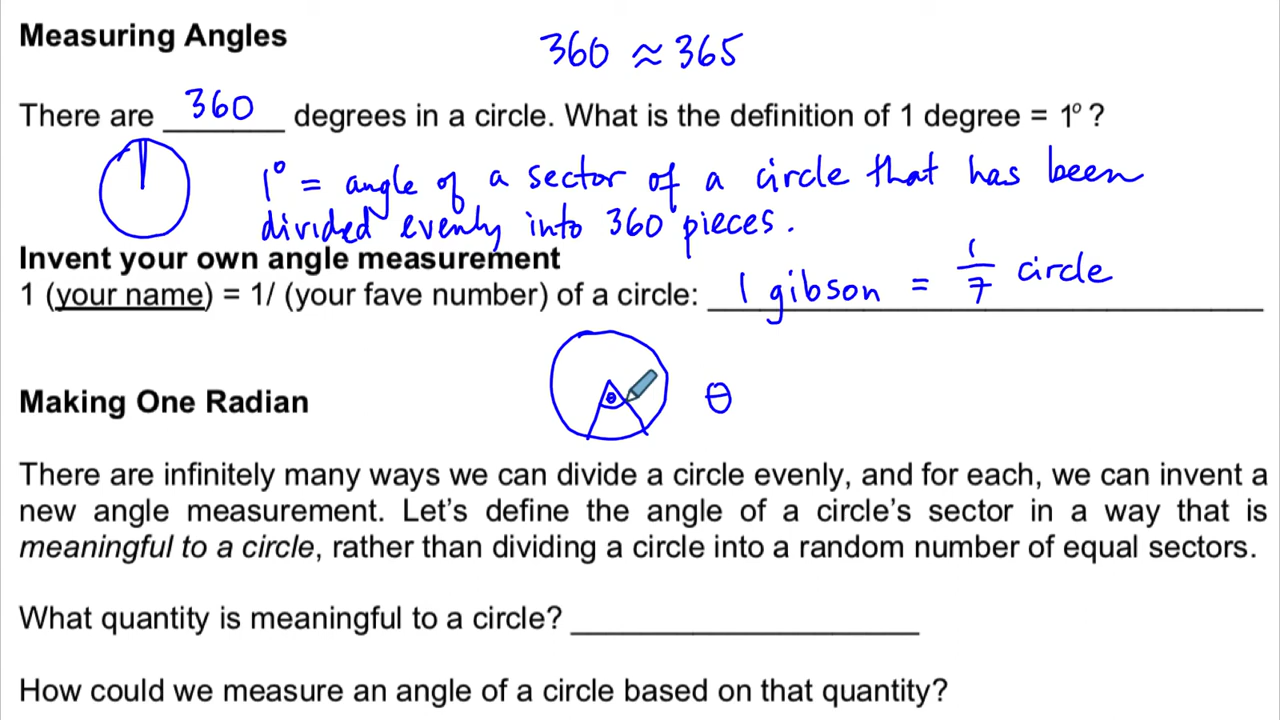 Measuring Angles
360 ≈ 365
There are 360 degrees in a circle. What is the definition of 1 degree = 1º ?
1° = angle of a sector of a circle that has been
divided evenly into 360 pieces.
Invent your own angle measurement
1 (your name) = 1/ (your fave number) of a circle: 1 gibson = 1/7 circle
θ
θ
Making One Radian
There are infinitely many ways we can divide a circle evenly, and for each, we can invent a
new angle measurement. Let's define the angle of a circle's sector in a way that is
meaningful to a circle, rather than dividing a circle into a random number of equal sectors.
What quantity is meaningful to a circle? ____________________
How could we measure an angle of a circle based on that quantity?